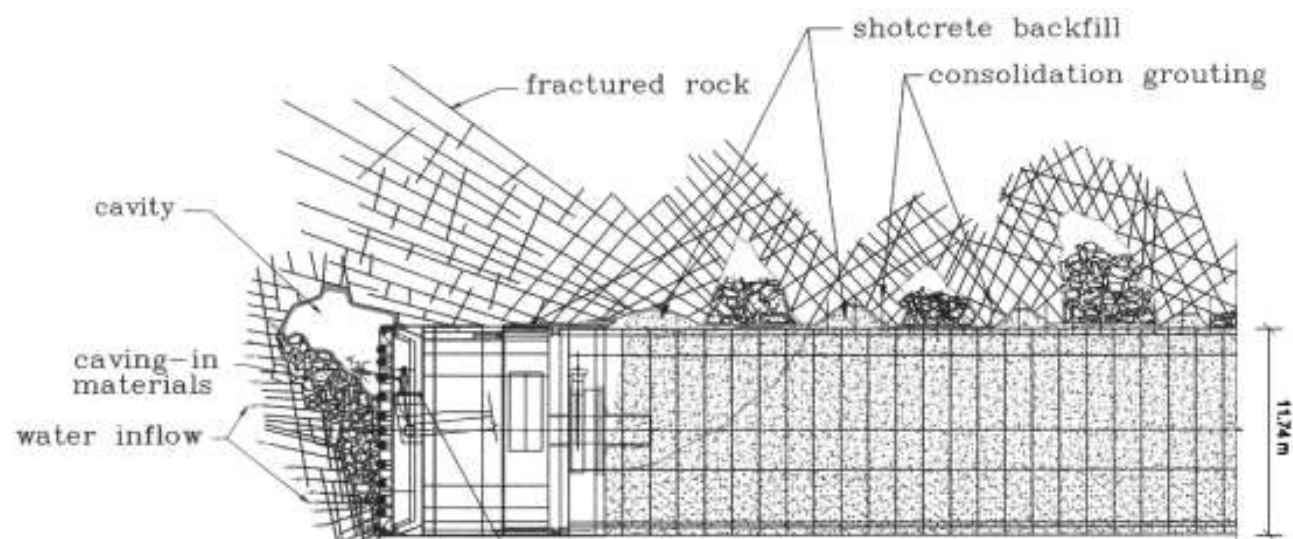 shotcrete backfill
consolidation grouting
fractured rock
cavity
caving-in
materials
water inflow
11.74 m